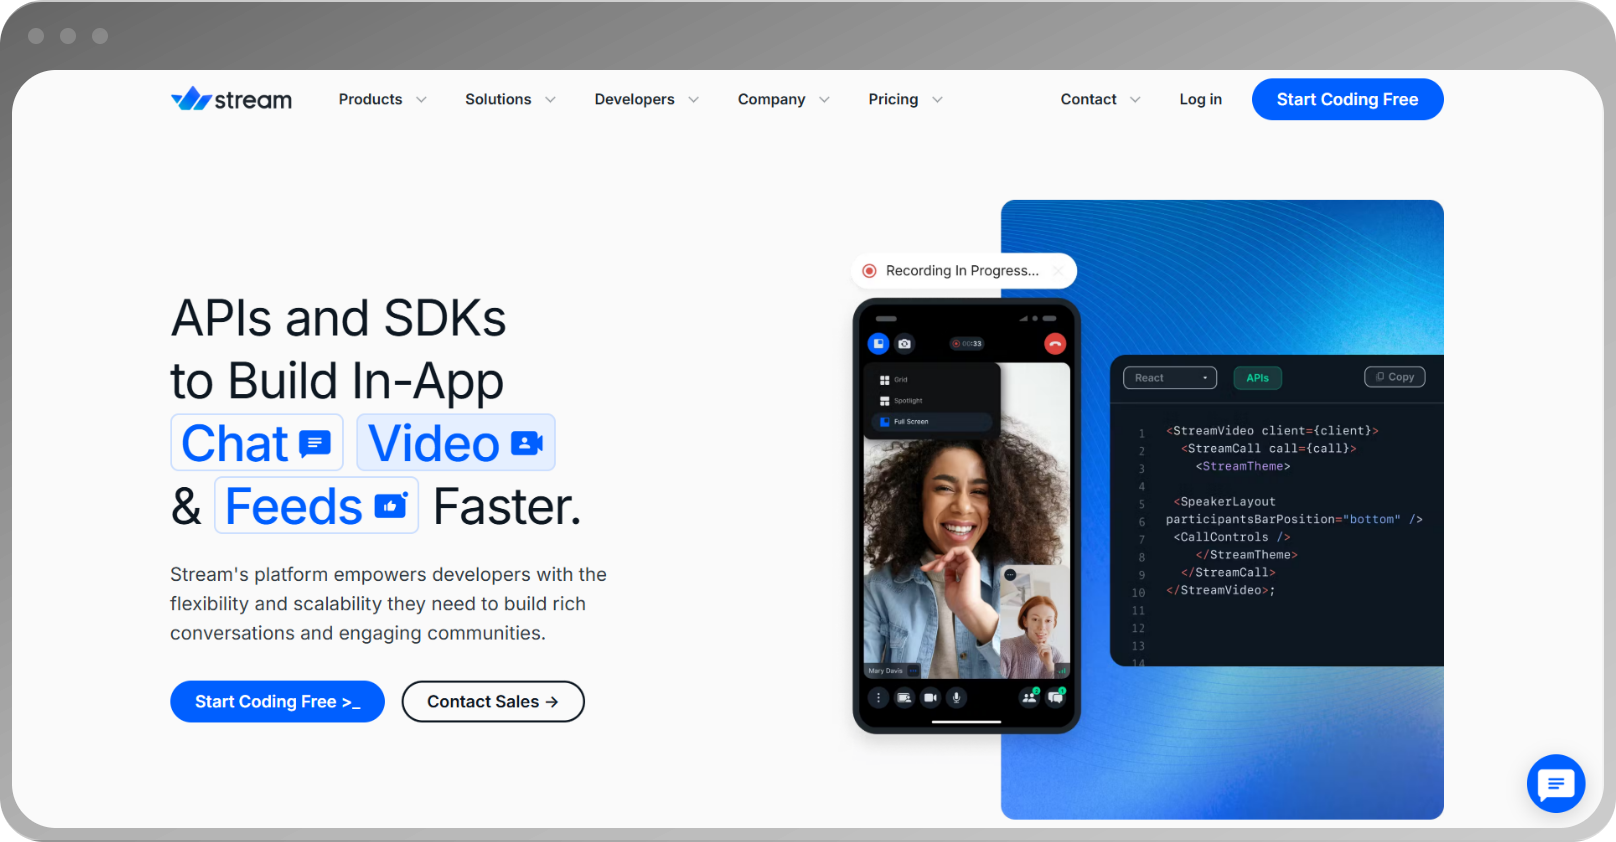 stream
Products
Solutions
Developers
Company
Pricing
Contact
Log in
Start Coding Free
APIs and SDKs
to Build In-App
Chat Video
& Feeds Faster.
Stream's platform empowers developers with the
flexibility and scalability they need to build rich
conversations and engaging communities.
Start Coding Free >_
Contact Sales →
Recording In Progress...
00:33
Grid
Spotlight
Full Screen
Mary Davis
React
APIs
Copy
1 <StreamVideo client={client}>
2 <StreamCall call={call}>
3 <StreamTheme>
4
5 <SpeakerLayout
6 participantsBarPosition="bottom" />
7 <CallControls />
8 </StreamTheme>
9 </StreamCall>
10 </StreamVideo>;
11
12
13
14